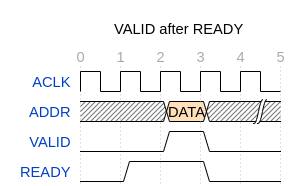 VALID after READY
0 1 2 3 4 5
ACLK
ADDR DATA
VALID
READY